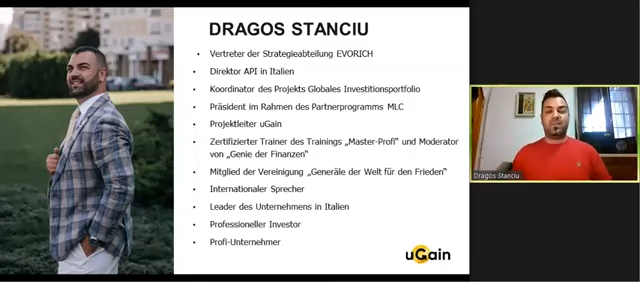 DRAGOS STANCIU
• Vertreter der Strategieabteilung EVORICH
• Direktor API in Italien
• Koordinator des Projekts Globales Investitionsportfolio
• Präsident im Rahmen des Partnerprogramms MLC
• Projektleiter uGain
• Zertifizierter Trainer des Trainings „Master-Profi“ und Moderator
von „Genie der Finanzen“
• Mitglied der Vereinigung „Generäle der Welt für den Frieden“
• Internationaler Sprecher
• Leader des Unternehmens in Italien
• Professioneller Investor
• Profi-Unternehmer
uGain
Dragos Stanciu